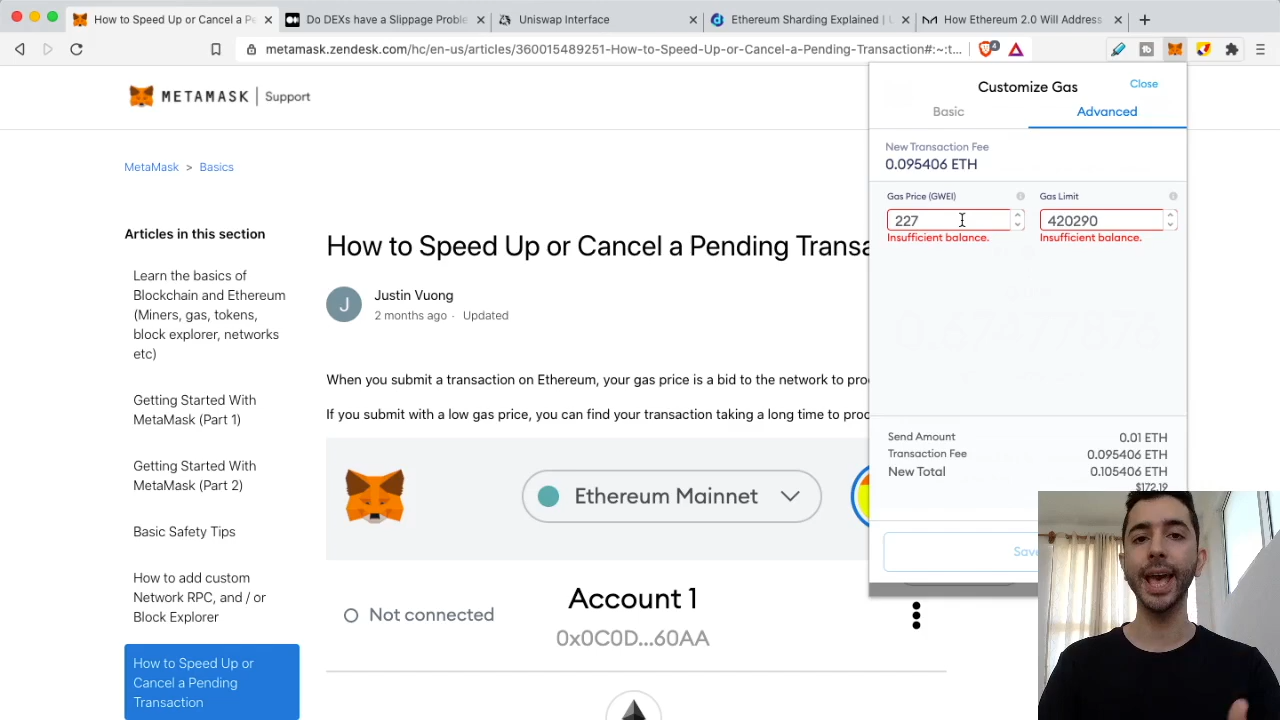 How to Speed Up or Cancel a Pe
Do DEXs have a Slippage Proble
Uniswap Interface
Ethereum Sharding Explained | U
How Ethereum 2.0 Will Address
metamask.zendesk.com/hc/en-us/articles/360015489251-How-to-Speed-Up-or-Cancel-a-Pending-Transaction#:~:t...
4
METAMASK | Support
MetaMask > Basics
Articles in this section
Learn the basics of
Blockchain and Ethereum
(Miners, gas, tokens,
block explorer, networks
etc)
Getting Started With
MetaMask (Part 1)
Getting Started With
MetaMask (Part 2)
Basic Safety Tips
How to add custom
Network RPC, and / or
Block Explorer
How to Speed Up or
Cancel a Pending
Transaction
How to Speed Up or Cancel a Pending Transa
J
Justin Vuong
2 months ago · Updated
When you submit a transaction on Ethereum, your gas price is a bid to the network to pro
If you submit with a low gas price, you can find your transaction taking a long time to proc
Ethereum Mainnet
Not connected
Account 1
0x0C0D...60AA
Customize Gas
Close
Basic
Advanced
New Transaction Fee
0.095406 ETH
Gas Price (GWEI)
Gas Limit
227
420290
Insufficient balance.
Insufficient balance.
Send Amount 0.01 ETH
Transaction Fee 0.095406 ETH
New Total 0.105406 ETH
$172.19
Save